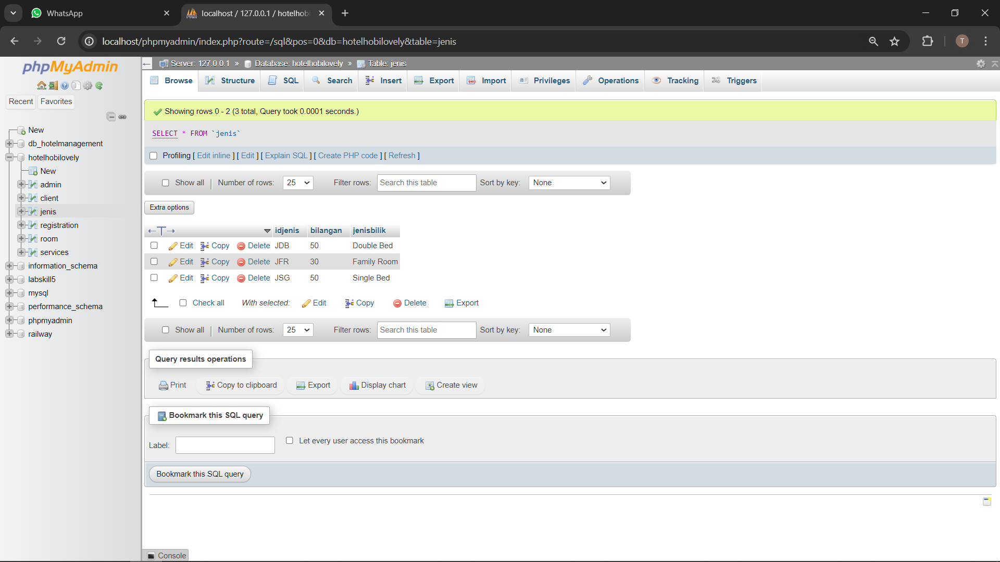 WhatsApp
localhost / 127.0.0.1 / hotelhobi
localhost/phpmyadmin/index.php?route=/sql&pos=0&db=hotelhobilovely&table=jenis
T
phpMyAdmin
Recent Favorites
New
db_hotelmanagement
hotelhobilovely
New
admin
client
jenis
registration
room
services
information_schema
labskill5
mysql
performance_schema
phpmyadmin
railway
Server: 127.0.0.1 » Database: hotelhobilovely » Table: jenis
Browse Structure SQL Search Insert Export Import Privileges Operations Tracking Triggers
Showing rows 0 - 2 (3 total, Query took 0.0001 seconds.)
SELECT * FROM `jenis`
Profiling [ Edit inline ] [ Edit ] [ Explain SQL ] [ Create PHP code ] [ Refresh ]
Show all | Number of rows: 25 Filter rows: Search this table Sort by key: None
Extra options
←T→ idjenis bilangan jenisbilik
Edit Copy Delete JDB 50 Double Bed
Edit Copy Delete JFR 30 Family Room
Edit Copy Delete JSG 50 Single Bed
Check all With selected: Edit Copy Delete Export
Show all | Number of rows: 25 Filter rows: Search this table Sort by key: None
Query results operations
Print Copy to clipboard Export Display chart Create view
Bookmark this SQL query
Label: Let every user access this bookmark
Bookmark this SQL query
Console